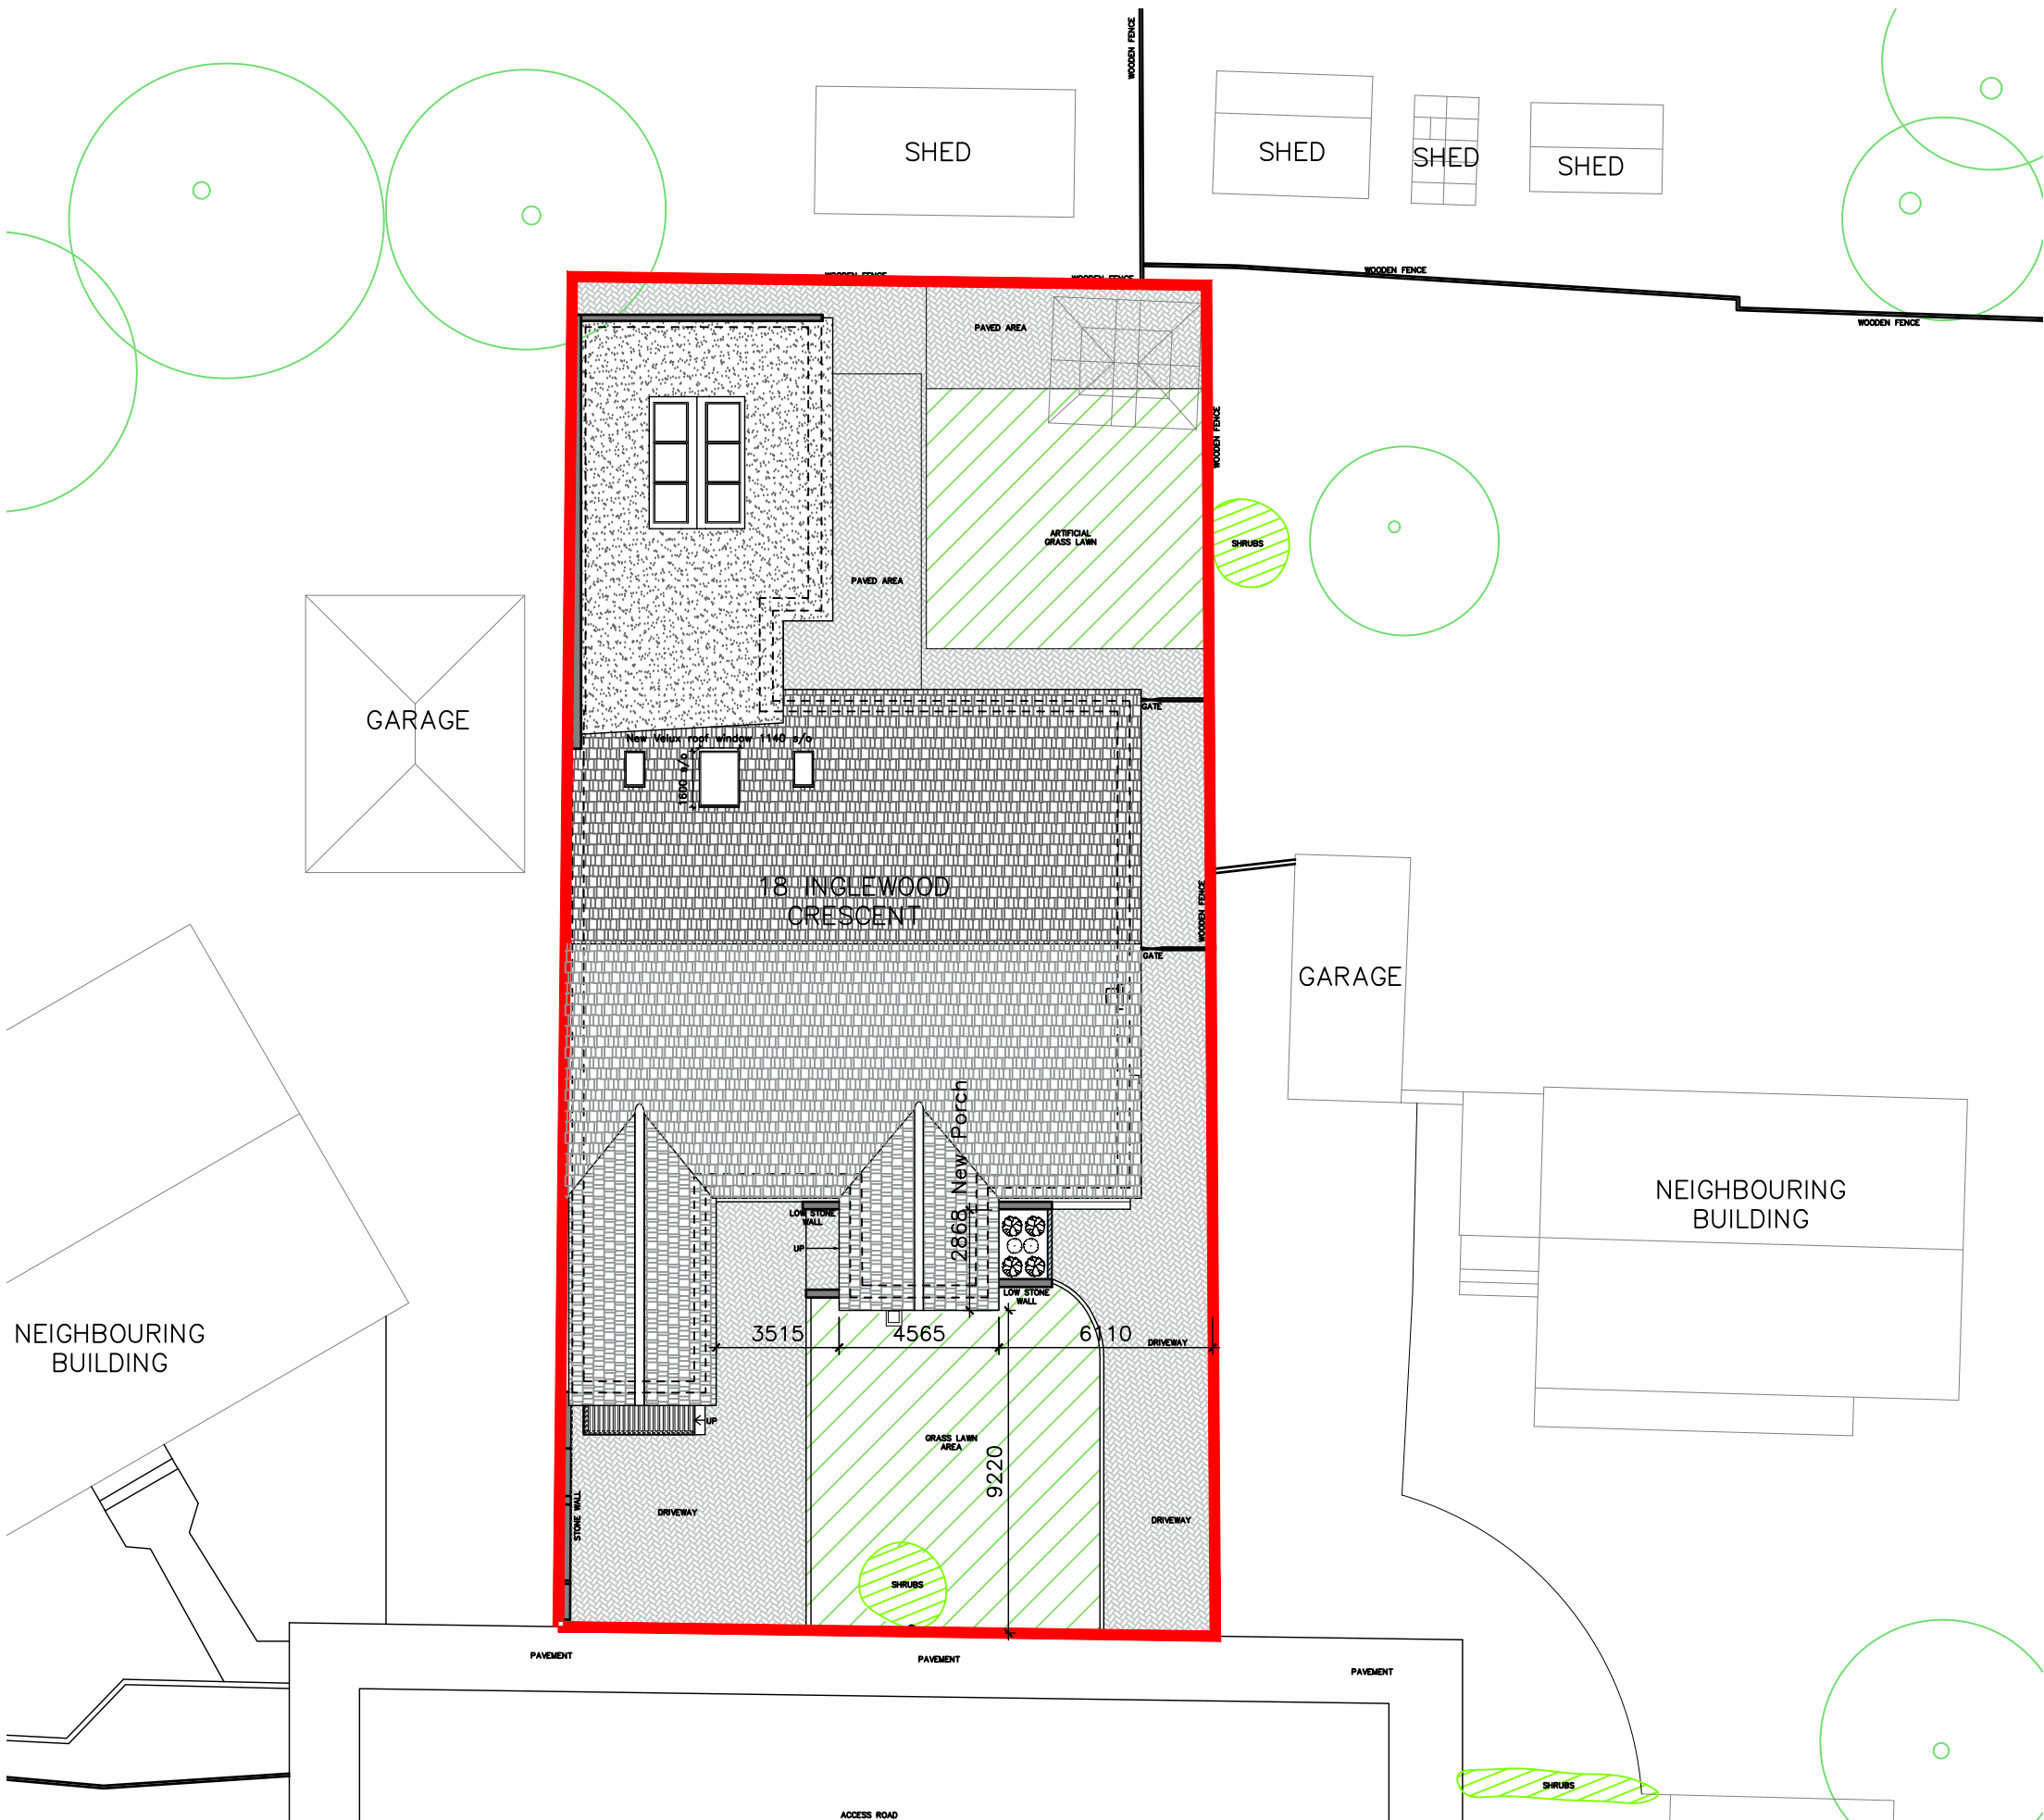 WOODEN FENCE
SHED
SHED
SHED
SHED
WOODEN FENCE
WOODEN FENCE
WOODEN FENCE
WOODEN FENCE
PAVED AREA
WOODEN FENCE
ARTIFICIAL
GRASS LAWN
SHRUBS
PAVED AREA
GARAGE
GATE
New Velux roof window 1140 s/o
1600 s/o
18 INGLEWOOD
CRESCENT
WOODEN FENCE
GATE
GARAGE
2868 New Porch
NEIGHBOURING
BUILDING
LOW STONE
WALL
UP
LOW STONE
WALL
NEIGHBOURING
BUILDING
3515
4565
6110
DRIVEWAY
UP
GRASS LAWN
AREA
9220
STONE WALL
DRIVEWAY
DRIVEWAY
SHRUBS
PAVEMENT
PAVEMENT
PAVEMENT
SHRUBS
ACCESS ROAD